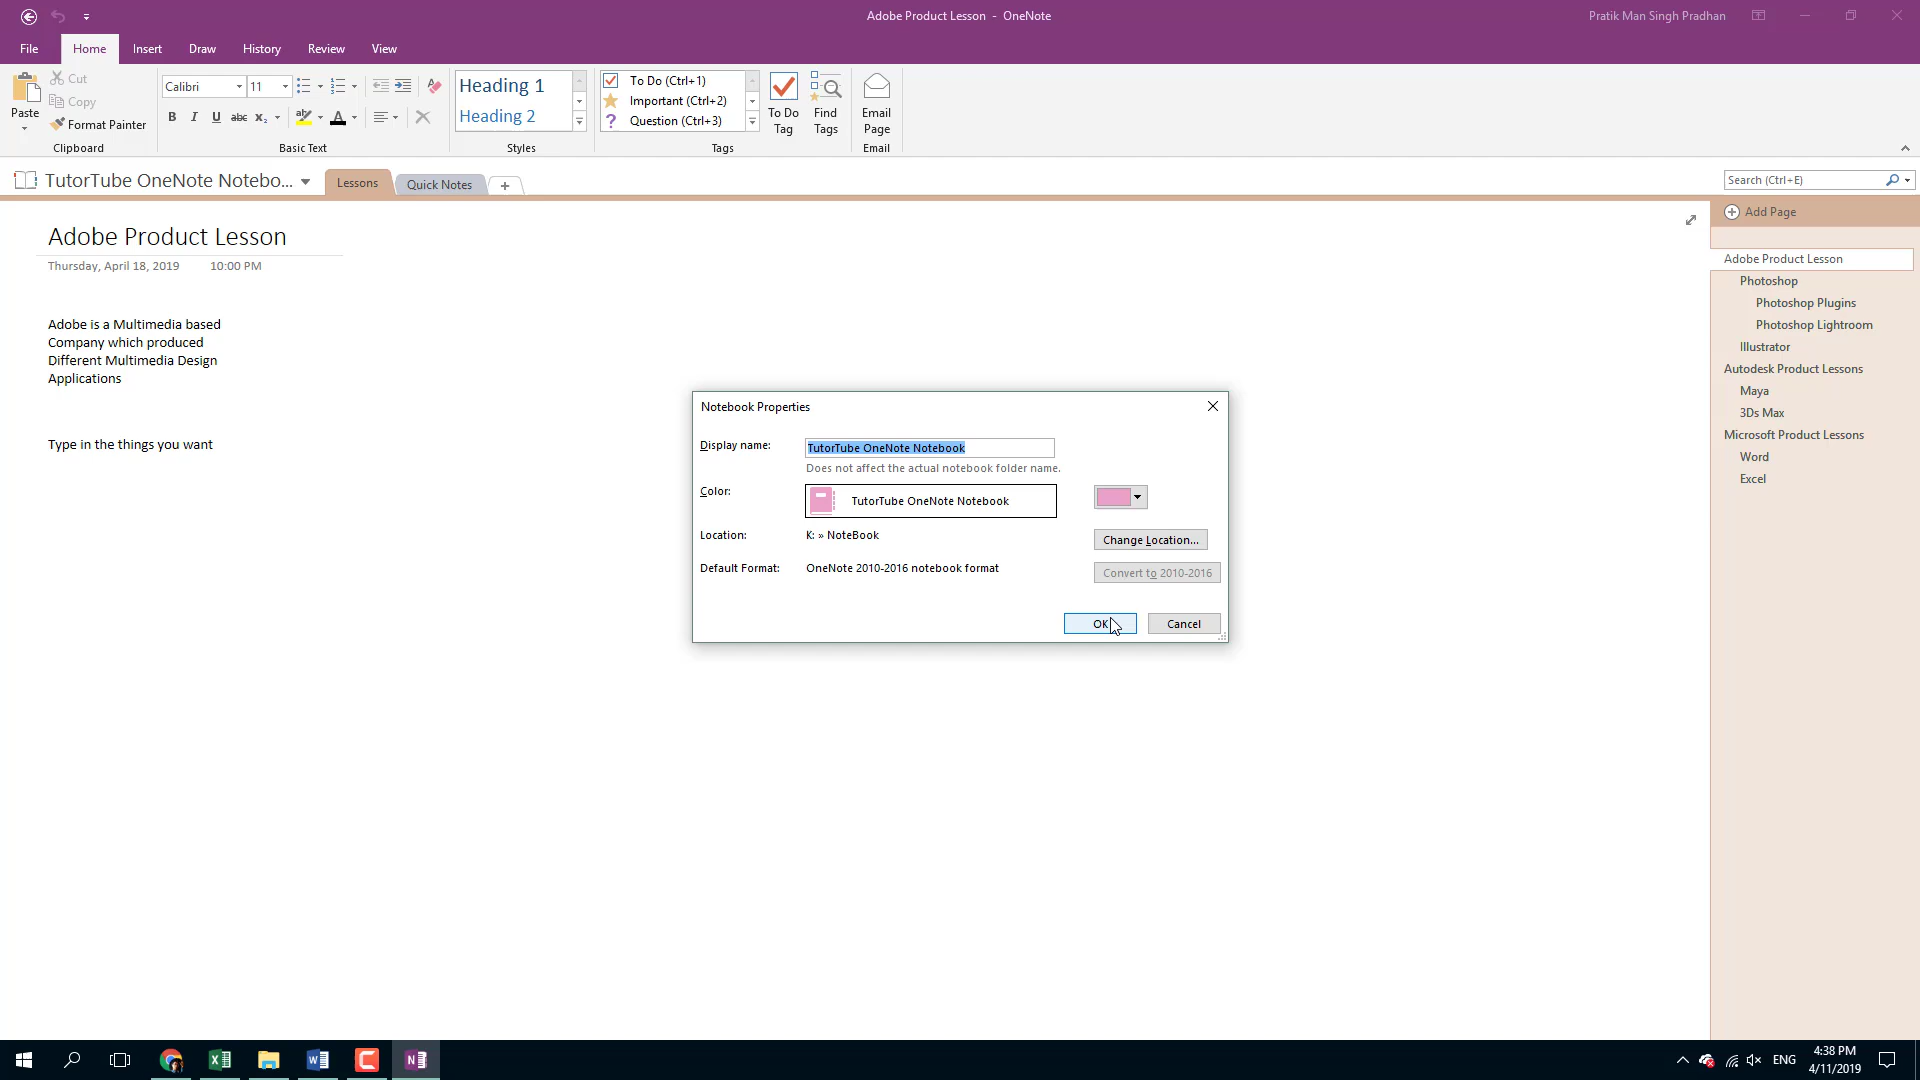 Adobe Product Lesson - OneNote
Pratik Man Singh Pradhan
File Home Insert Draw History Review View
Paste
Cut
Copy
Format Painter
Clipboard
Calibri 11
B I U abc X₂ A
Basic Text
Heading 1
Heading 2
Styles
To Do (Ctrl+1)
Important (Ctrl+2)
Question (Ctrl+3)
To Do
Tag
Find
Tags
Tags
Email
Page
Email
TutorTube OneNote Notebo...
Lessons
Quick Notes
Search (Ctrl+E)
Adobe Product Lesson
Thursday, April 18, 2019 10:00 PM
Adobe is a Multimedia based
Company which produced
Different Multimedia Design
Applications
Type in the things you want
Notebook Properties
Display name: TutorTube OneNote Notebook
Does not affect the actual notebook folder name.
Color: TutorTube OneNote Notebook
Location: K: » NoteBook
Change Location...
Default Format: OneNote 2010-2016 notebook format
Convert to 2010-2016
OK
Cancel
Add Page
Adobe Product Lesson
Photoshop
Photoshop Plugins
Photoshop Lightroom
Illustrator
Autodesk Product Lessons
Maya
3Ds Max
Microsoft Product Lessons
Word
Excel
ENG
4:38 PM
4/11/2019